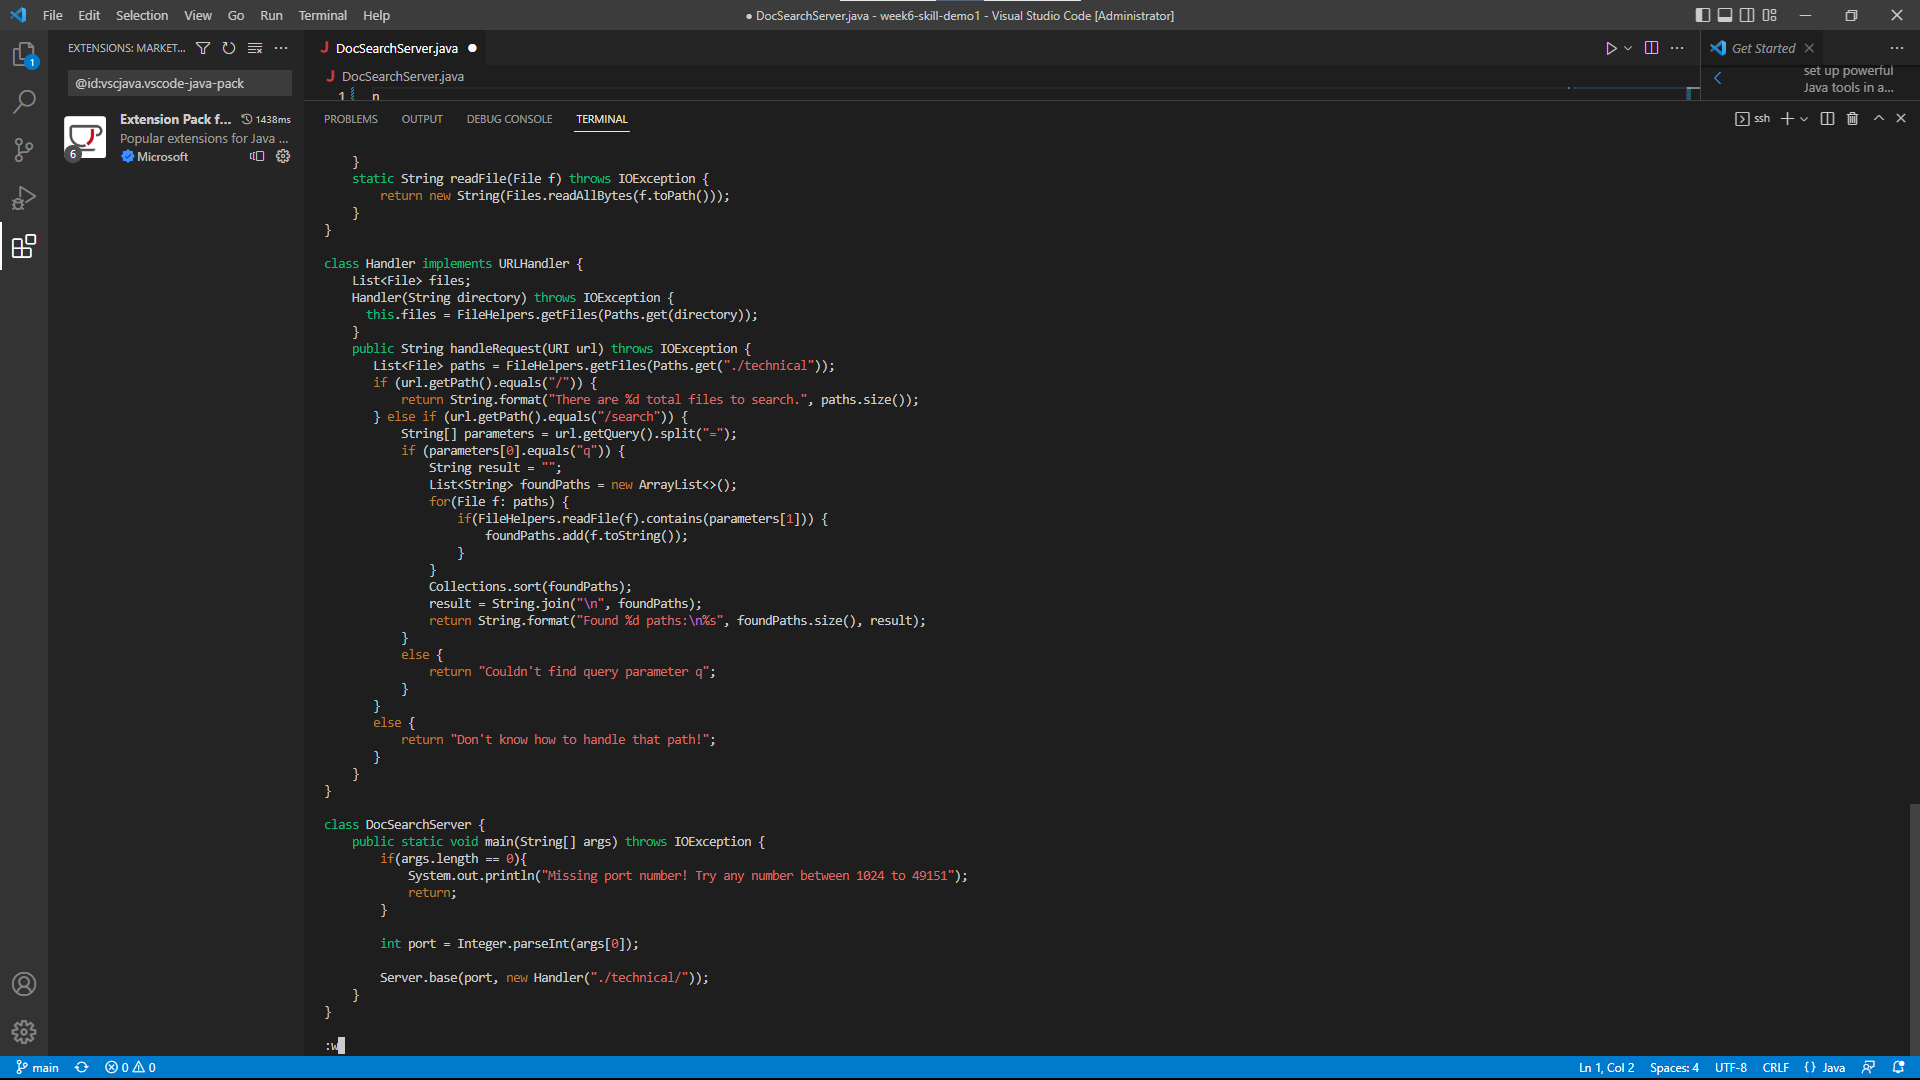 File Edit Selection View Go Run Terminal Help
● DocSearchServer.java - week6-skill-demo1 - Visual Studio Code [Administrator]
EXTENSIONS: MARKET...
@id:vscjava.vscode-java-pack
Extension Pack f... 1438ms
Popular extensions for Java ...
Microsoft
6
1
DocSearchServer.java ●
DocSearchServer.java
1 n
Get Started
set up powerful
Java tools in a...
PROBLEMS OUTPUT DEBUG CONSOLE TERMINAL
ssh
    }
    static String readFile(File f) throws IOException {
        return new String(Files.readAllBytes(f.toPath()));
    }
}
class Handler implements URLHandler {
    List<File> files;
    Handler(String directory) throws IOException {
      this.files = FileHelpers.getFiles(Paths.get(directory));
    }
    public String handleRequest(URI url) throws IOException {
       List<File> paths = FileHelpers.getFiles(Paths.get("./technical"));
       if (url.getPath().equals("/")) {
           return String.format("There are %d total files to search.", paths.size());
       } else if (url.getPath().equals("/search")) {
           String[] parameters = url.getQuery().split("=");
           if (parameters[0].equals("q")) {
               String result = "";
               List<String> foundPaths = new ArrayList<>();
               for(File f: paths) {
                   if(FileHelpers.readFile(f).contains(parameters[1])) {
                       foundPaths.add(f.toString());
                   }
               }
               Collections.sort(foundPaths);
               result = String.join("\n", foundPaths);
               return String.format("Found %d paths:\n%s", foundPaths.size(), result);
           }
           else {
               return "Couldn't find query parameter q";
           }
       }
       else {
           return "Don't know how to handle that path!";
       }
    }
}
class DocSearchServer {
    public static void main(String[] args) throws IOException {
        if(args.length == 0){
            System.out.println("Missing port number! Try any number between 1024 to 49151");
            return;
        }
        int port = Integer.parseInt(args[0]);
        Server.base(port, new Handler("./technical/"));
    }
}
:w
main 0 0 Ln 1, Col 2 Spaces: 4 UTF-8 CRLF {} Java